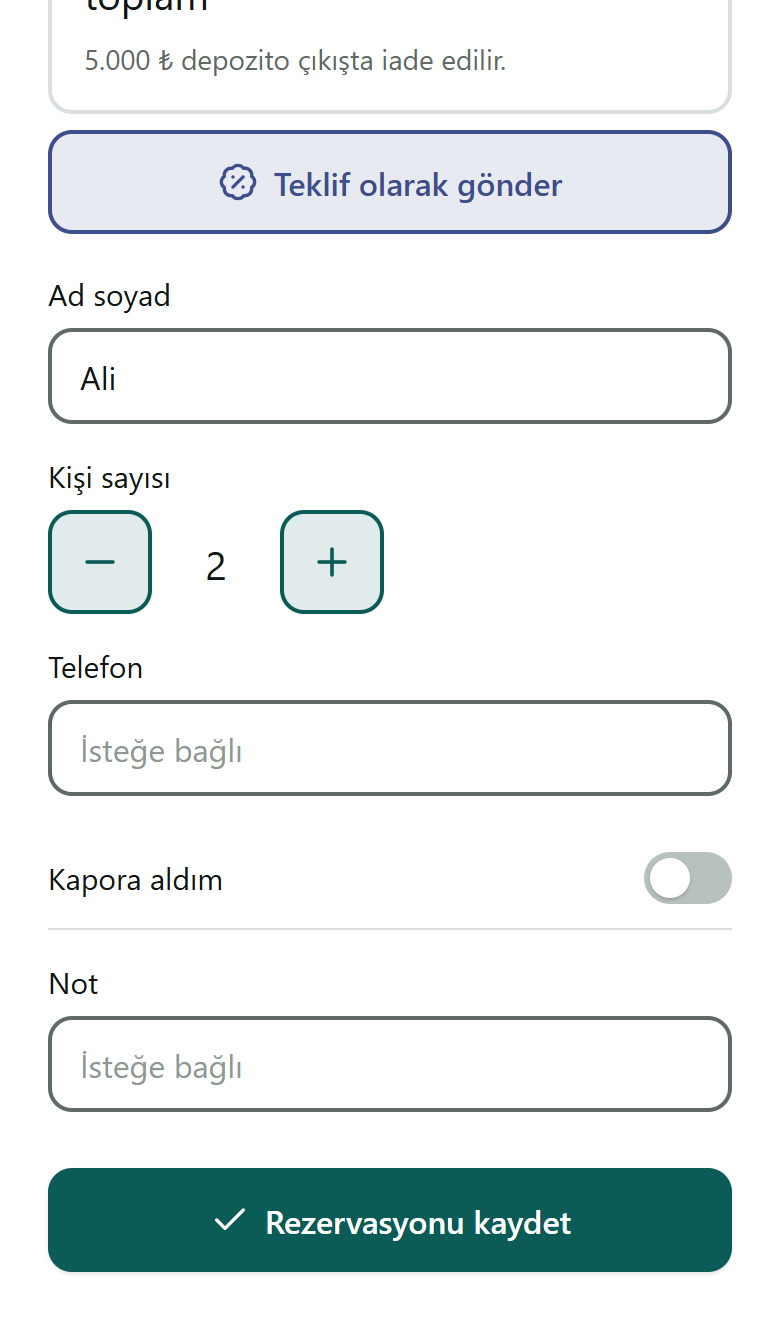 toplam
5.000 ₺ depozito çıkışta iade edilir.
Teklif olarak gönder
Ad soyad
Ali
Kişi sayısı
2
Telefon
İsteğe bağlı
Kapora aldım
Not
İsteğe bağlı
Rezervasyonu kaydet